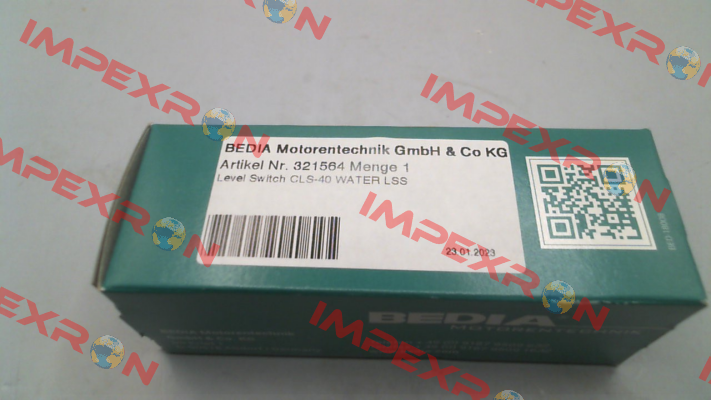 IMPEXRON
IMPEXRON
IMPEXRON
BEDIA Motorentechnik GmbH & Co KG
Artikel Nr. 321564 Menge 1
Level Switch CLS-40 WATER LSS
23.01.2023
IMPEXRON
IMPEXRON
IMPEXRON
BEDIA
MOTORENTECHNIK
IMPEXRON